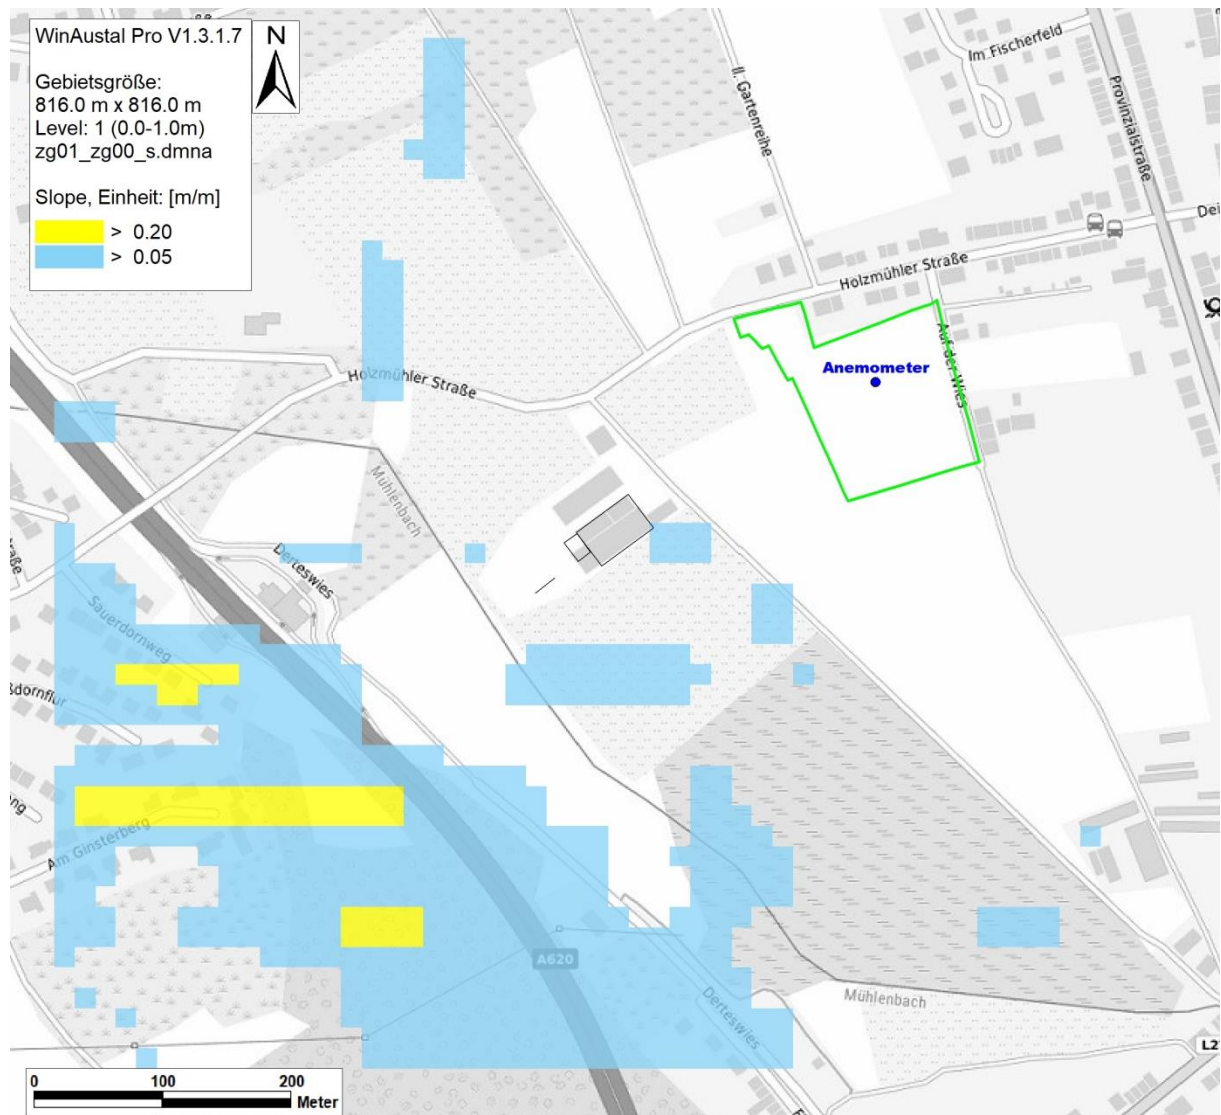 WinAustal Pro V1.3.1.7
N
Gebietsgröße:
816.0 m x 816.0 m
Level: 1 (0.0-1.0m)
zg01_zg00_s.dmna
Slope, Einheit: [m/m]
> 0.20
> 0.05
Im Fischerfeld
II. Gartenreihe
Provinzialstraße
Holzmühler Straße
Auf der Wies
Anemometer
Holzmühler Straße
Mühlenbach
Derteswies
Sauerdornweg
Am Ginsterberg
A620
Derteswies
Mühlenbach
0 100 200
Meter